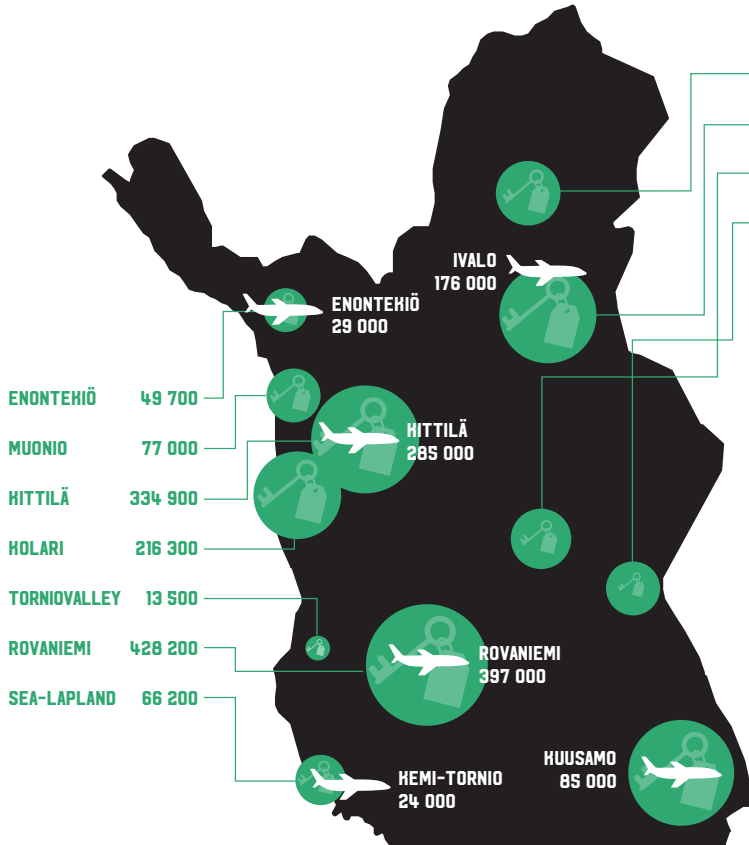 IVALO
176 000
ENONTEKIÖ
29 000
ENONTEKIÖ 49 700
MUONIO 77 000
KITTILÄ 334 900
KOLARI 216 300
TORNIOVALLEY 13 500
ROVANIEMI 428 200
SEA-LAPLAND 66 200
KITTILÄ
285 000
ROVANIEMI
397 000
KUUSAMO
85 000
KEMI-TORNIO
24 000